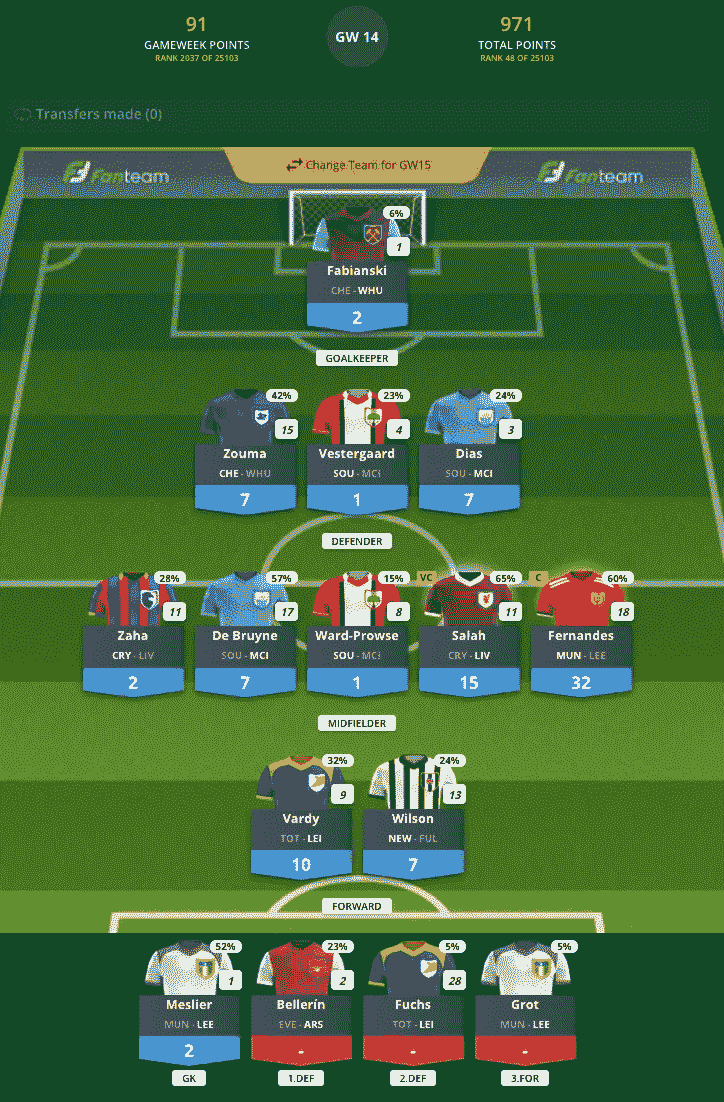 91
GAMEWEEK POINTS
RANK 2037 OF 25103
GW 14
971
TOTAL POINTS
RANK 48 OF 25103
Transfers made (0)
Fanteam
Change Team for GW15
Fanteam
6%
1
Fabianski
CHE - WHU
2
GOALKEEPER
42%
15
Zouma
CHE - WHU
7
23%
4
Vestergaard
SOU - MCI
1
24%
3
Dias
SOU - MCI
7
DEFENDER
28%
11
Zaha
CRY - LIV
2
57%
17
De Bruyne
SOU - MCI
7
15%
8
Ward-Prowse
SOU - MCI
1
VC
65%
11
Salah
CRY - LIV
15
C
60%
18
Fernandes
MUN - LEE
32
MIDFIELDER
32%
9
Vardy
TOT - LEI
10
24%
13
Wilson
NEW - FUL
7
FORWARD
52%
1
Meslier
MUN - LEE
2
GK
23%
2
Bellerín
EVE - ARS
-
1.DEF
5%
28
Fuchs
TOT - LEI
-
2.DEF
5%
Grot
MUN - LEE
-
3.FOR